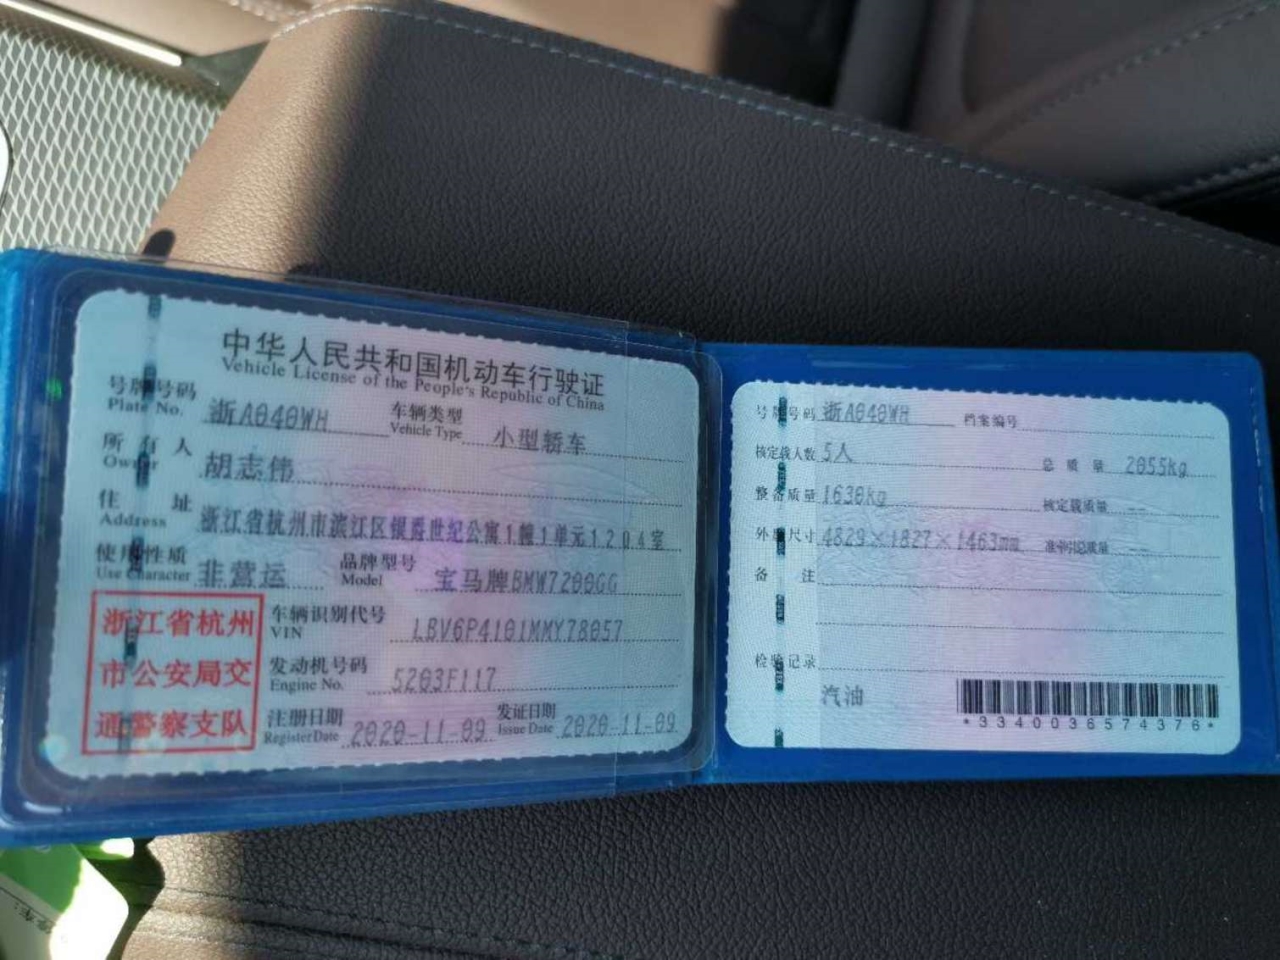 中华人民共和国机动车行驶证
Vehicle License of the People's Republic of China
号牌号码 浙A040WH 车辆类型 小型轿车
Plate No. Vehicle Type
所有人 胡志伟
Owner
住址 浙江省杭州市滨江区银爵世纪公寓1幢1单元1204室
Address
使用性质 非营运 品牌型号 宝马牌BMW7200GG
Use Character Model
浙江省杭州
市公安局交
通警察支队
车辆识别代号 LBV6P4101MMY78057
VIN
发动机号码 5203F117
Engine No.
注册日期 2020-11-09 发证日期 2020-11-09
Register Date Issue Date
号牌号码 浙A040WH 档案编号
核定载人数 5人 总质量 2055kg
整备质量 1630kg 核定载质量 --
外廓尺寸 4829×1827×1463mm 准牵引总质量 --
备注
检验记录
汽油
*3340036574376*